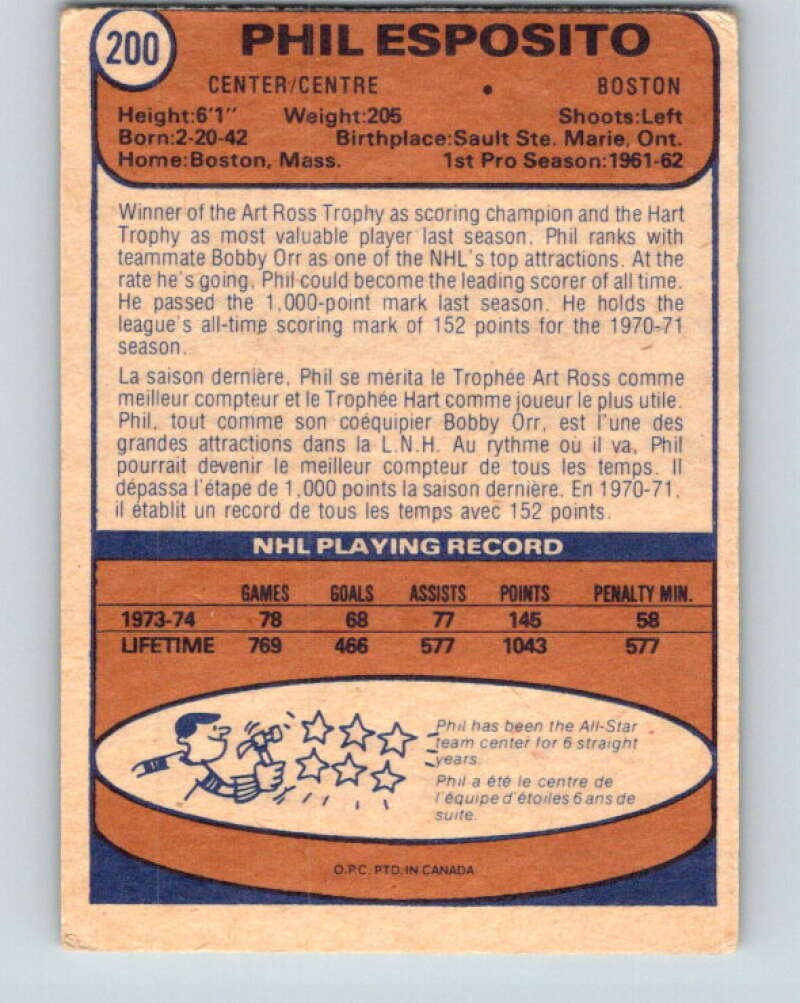 200
PHIL ESPOSITO
CENTER/CENTRE • BOSTON
Height:6'1" Weight:205 Shoots:Left
Born:2-20-42 Birthplace:Sault Ste. Marie, Ont.
Home:Boston, Mass. 1st Pro Season:1961-62
Winner of the Art Ross Trophy as scoring champion and the Hart
Trophy as most valuable player last season, Phil ranks with
teammate Bobby Orr as one of the NHL's top attractions. At the
rate he's going, Phil could become the leading scorer of all time.
He passed the 1,000-point mark last season. He holds the
league's all-time scoring mark of 152 points for the 1970-71
season.
La saison dernière, Phil se mérita le Trophée Art Ross comme
meilleur compteur et le Trophée Hart comme joueur le plus utile.
Phil, tout comme son coéquipier Bobby Orr, est l'une des
grandes attractions dans la L.N.H. Au rythme où il va, Phil
pourrait devenir le meilleur compteur de tous les temps. Il
dépassa l'étape de 1,000 points la saison dernière. En 1970-71,
il établit un record de tous les temps avec 152 points.
NHL PLAYING RECORD
GAMES GOALS ASSISTS POINTS PENALTY MIN.
1973-74 78 68 77 145 58
LIFETIME 769 466 577 1043 577
Phil has been the All-Star
team center for 6 straight
years.
Phil a été le centre de
l'équipe d'étoiles 6 ans de
suite.
O.P.C. PTD. IN CANADA